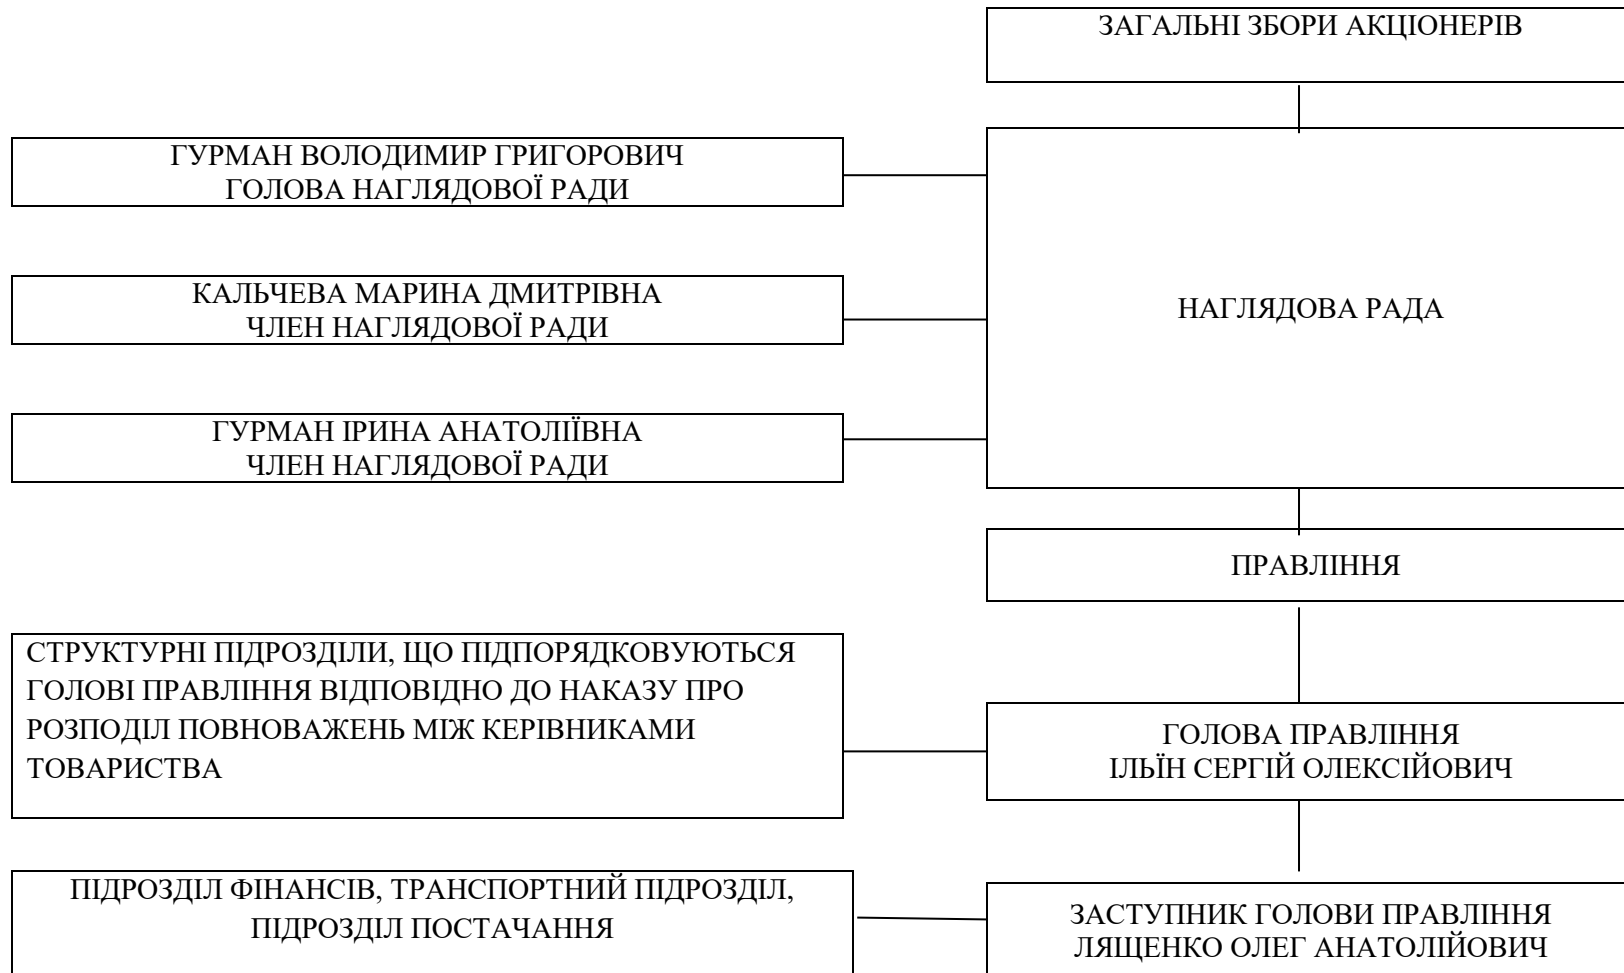 ЗАГАЛЬНІ ЗБОРИ АКЦІОНЕРІВ
ГУРМАН ВОЛОДИМИР ГРИГОРОВИЧ
ГОЛОВА НАГЛЯДОВОЇ РАДИ
КАЛЬЧЕВА МАРИНА ДМИТРІВНА
ЧЛЕН НАГЛЯДОВОЇ РАДИ
НАГЛЯДОВА РАДА
ГУРМАН ІРИНА АНАТОЛІЇВНА
ЧЛЕН НАГЛЯДОВОЇ РАДИ
ПРАВЛІННЯ
СТРУКТУРНІ ПІДРОЗДІЛИ, ЩО ПІДПОРЯДКОВУЮТЬСЯ
ГОЛОВІ ПРАВЛІННЯ ВІДПОВІДНО ДО НАКАЗУ ПРО
РОЗПОДІЛ ПОВНОВАЖЕНЬ МІЖ КЕРІВНИКАМИ
ТОВАРИСТВА
ГОЛОВА ПРАВЛІННЯ
ІЛЬЇН СЕРГІЙ ОЛЕКСІЙОВИЧ
ПІДРОЗДІЛ ФІНАНСІВ, ТРАНСПОРТНИЙ ПІДРОЗДІЛ,
ПІДРОЗДІЛ ПОСТАЧАННЯ
ЗАСТУПНИК ГОЛОВИ ПРАВЛІННЯ
ЛЯЩЕНКО ОЛЕГ АНАТОЛІЙОВИЧ